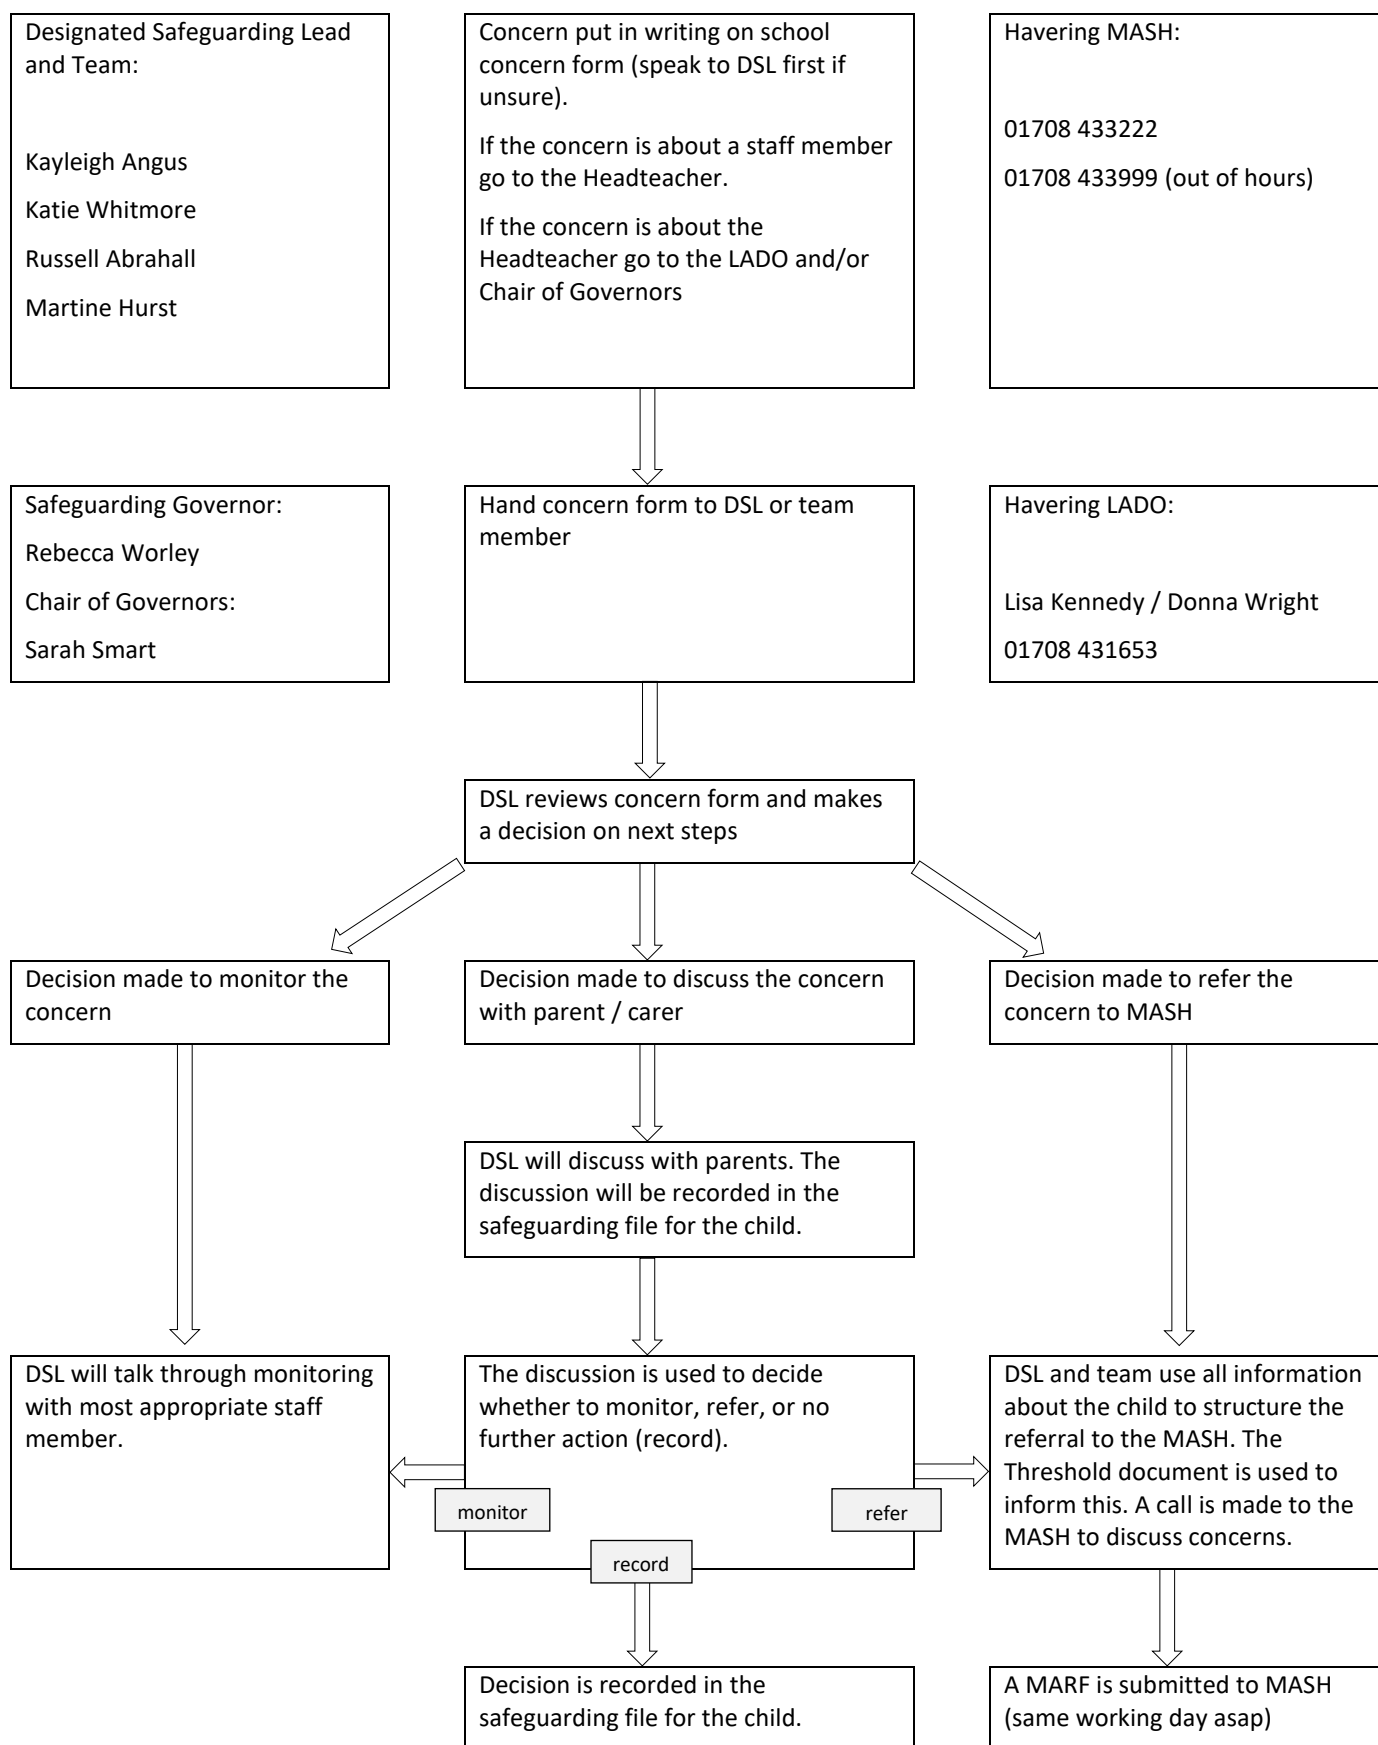 Designated Safeguarding Lead
and Team:
Kayleigh Angus
Katie Whitmore
Russell Abrahall
Martine Hurst
Concern put in writing on school
concern form (speak to DSL first if
unsure).
If the concern is about a staff member
go to the Headteacher.
If the concern is about the
Headteacher go to the LADO and/or
Chair of Governors
Havering MASH:
01708 433222
01708 433999 (out of hours)
Safeguarding Governor:
Rebecca Worley
Chair of Governors:
Sarah Smart
Hand concern form to DSL or team
member
Havering LADO:
Lisa Kennedy / Donna Wright
01708 431653
DSL reviews concern form and makes
a decision on next steps
Decision made to monitor the
concern
Decision made to discuss the concern
with parent / carer
Decision made to refer the
concern to MASH
DSL will discuss with parents. The
discussion will be recorded in the
safeguarding file for the child.
DSL will talk through monitoring
with most appropriate staff
member.
The discussion is used to decide
whether to monitor, refer, or no
further action (record).
monitor
refer
record
DSL and team use all information
about the child to structure the
referral to the MASH. The
Threshold document is used to
inform this. A call is made to the
MASH to discuss concerns.
Decision is recorded in the
safeguarding file for the child.
A MARF is submitted to MASH
(same working day asap)